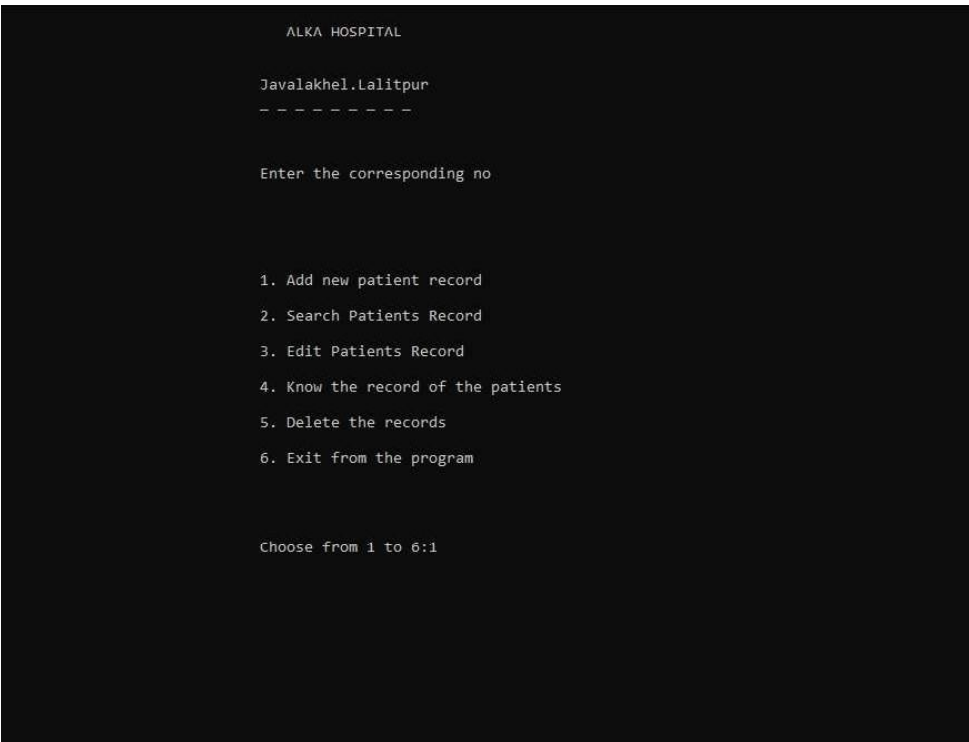 ALKA HOSPITAL
Javalakhel.Lalitpur
_ _ _ _ _ _ _ _ _
Enter the corresponding no
1. Add new patient record
2. Search Patients Record
3. Edit Patients Record
4. Know the record of the patients
5. Delete the records
6. Exit from the program
Choose from 1 to 6:1